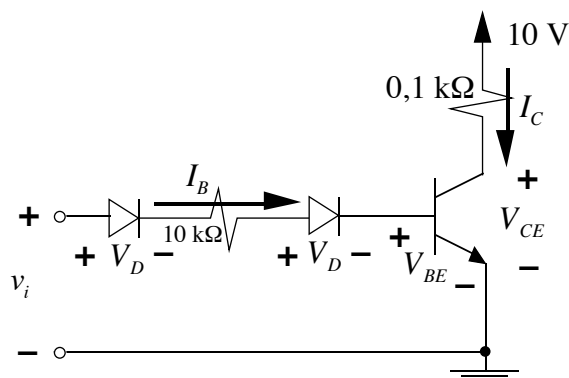 10 V
0,1 kΩ
I_C
I_B
+
+
10 kΩ
V_CE
+ V_D −
+ V_D −
+
V_BE
−
−
v_i
−